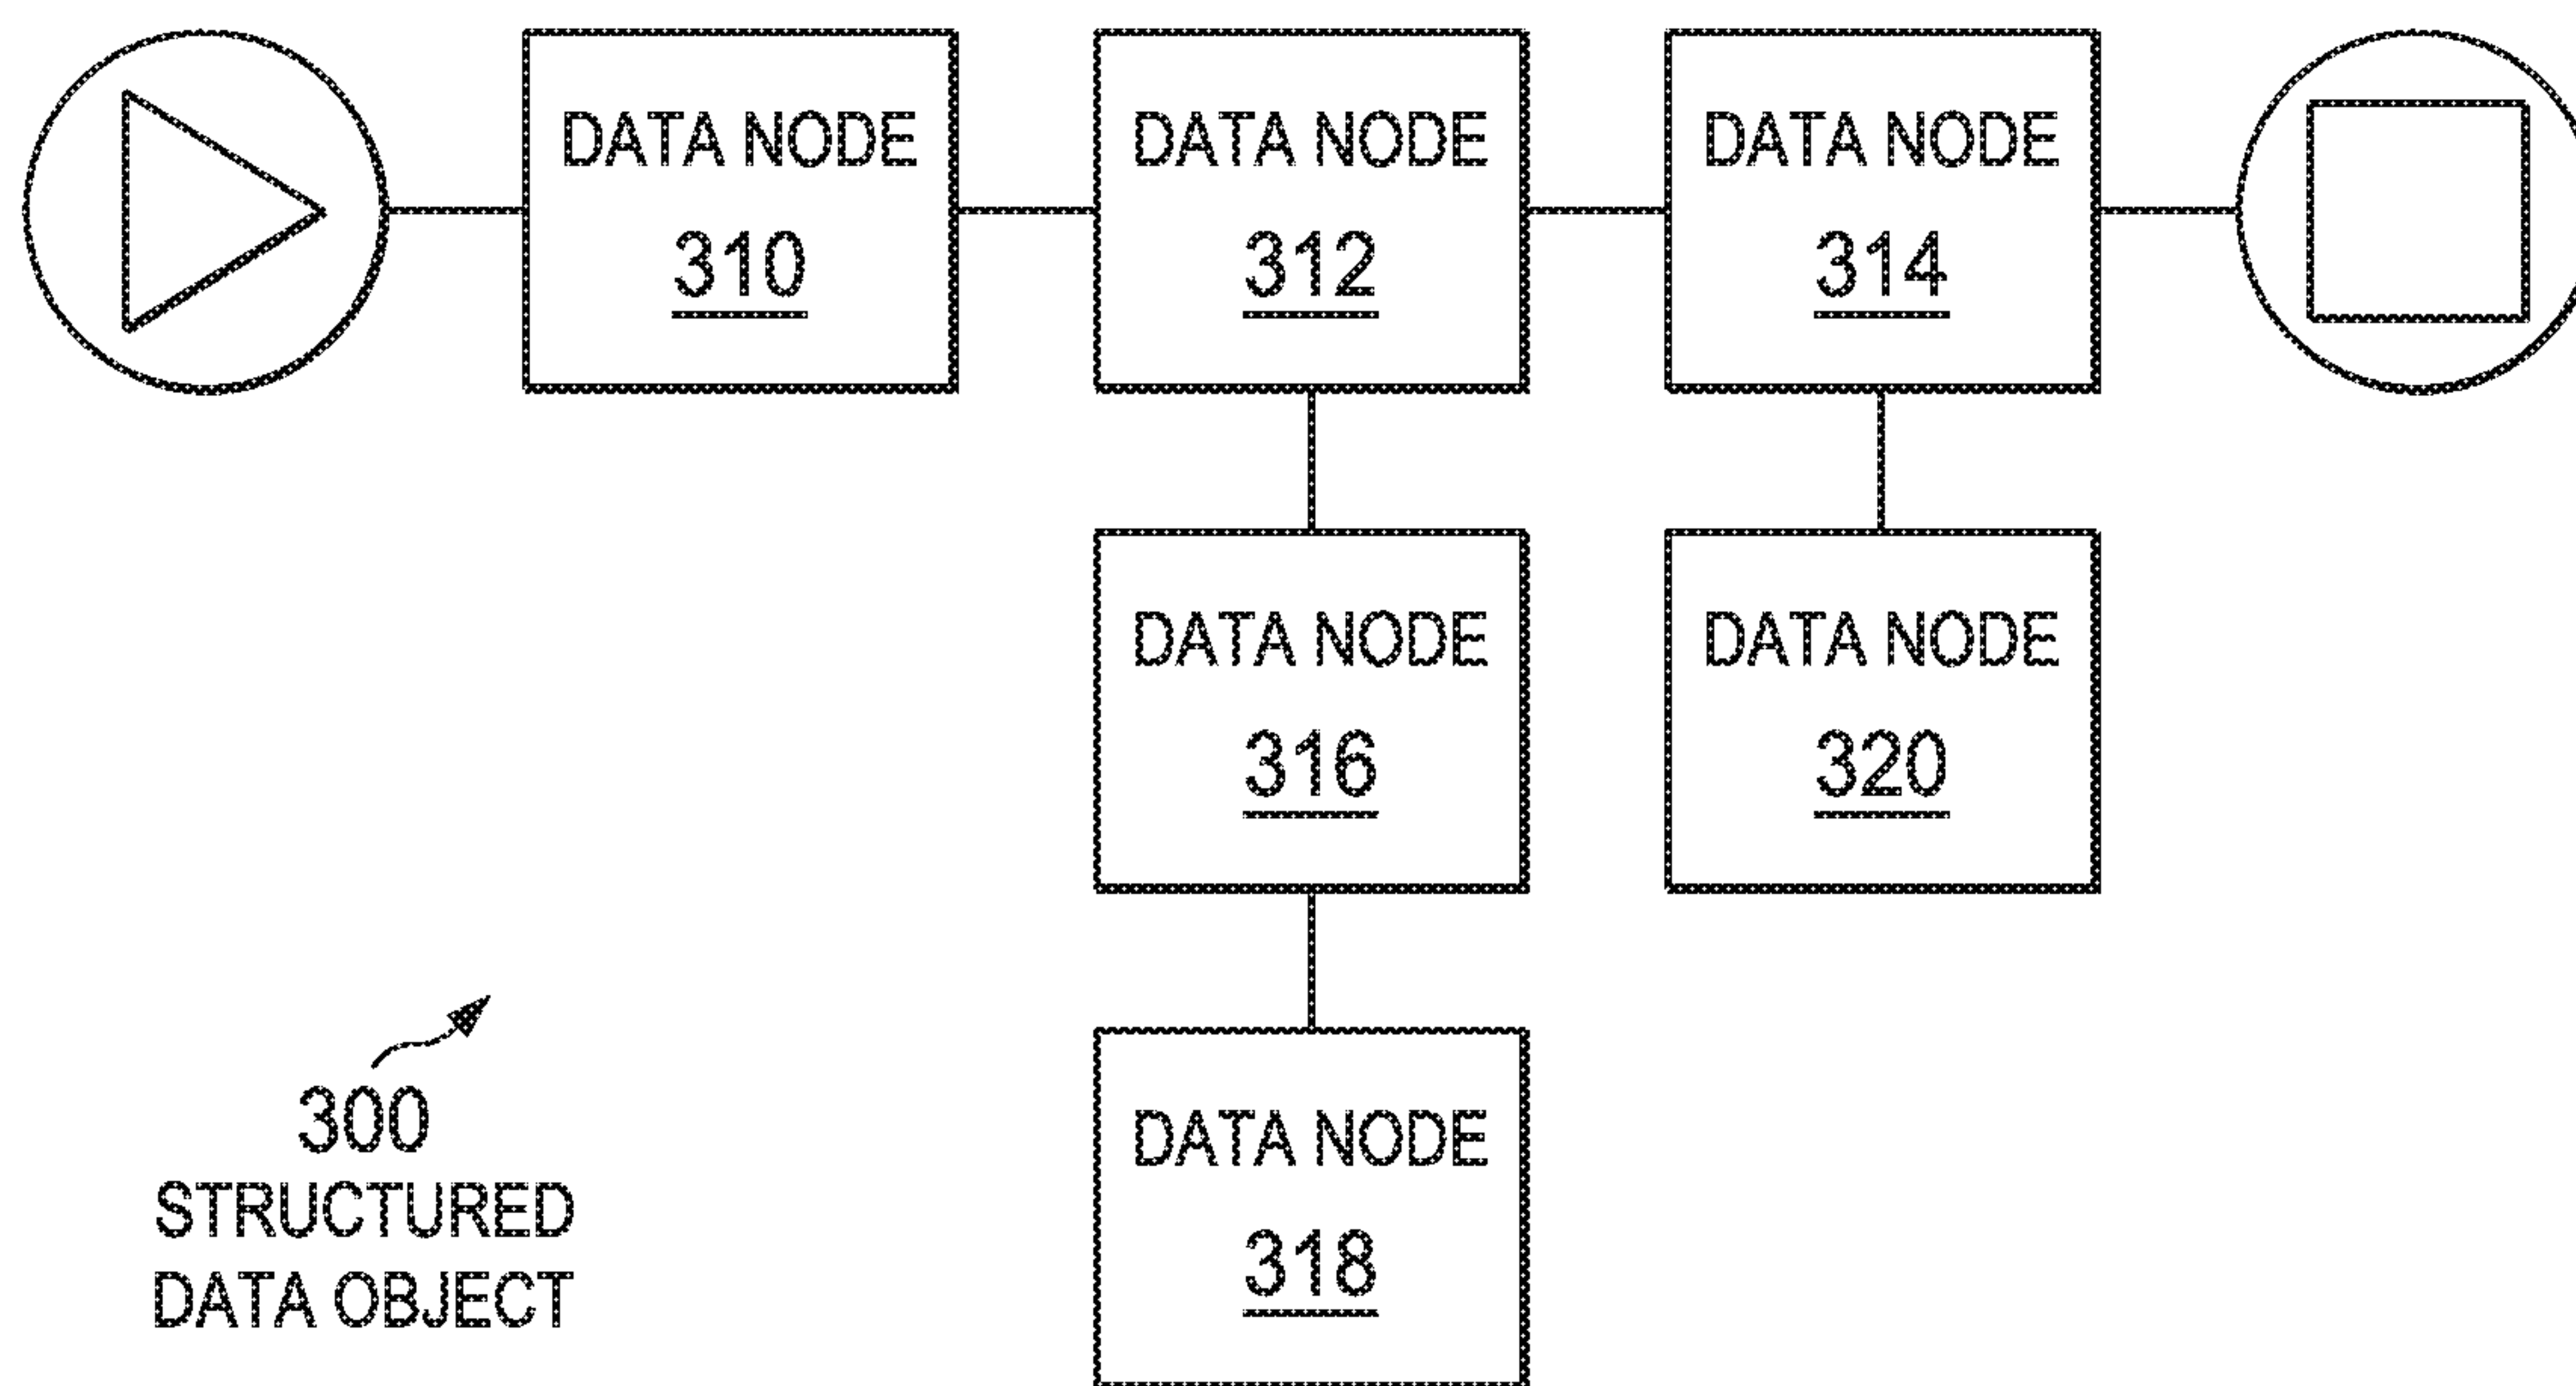 DATA NODE
310
DATA NODE
312
DATA NODE
314
DATA NODE
316
DATA NODE
320
DATA NODE
318
300
STRUCTURED
DATA OBJECT